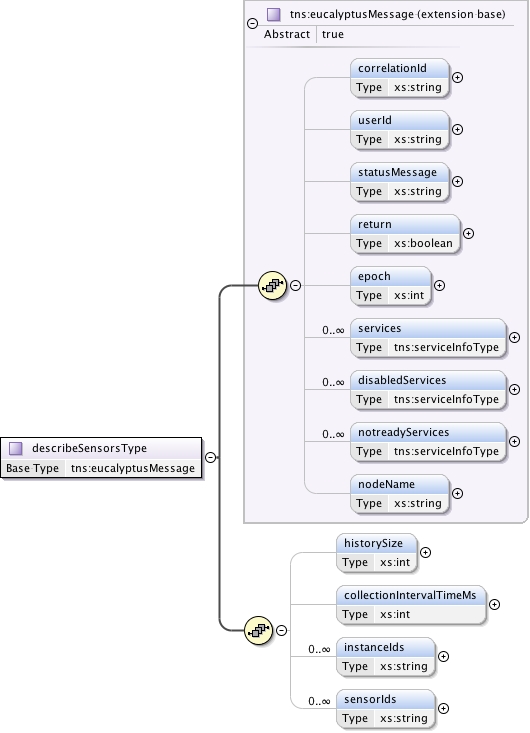 tns:eucalyptusMessage (extension base)
Abstract true
correlationId
Type xs:string
userId
Type xs:string
statusMessage
Type xs:string
return
Type xs:boolean
epoch
Type xs:int
0..∞ services
Type tns:serviceInfoType
0..∞ disabledServices
Type tns:serviceInfoType
0..∞ notreadyServices
Type tns:serviceInfoType
nodeName
Type xs:string
describeSensorsType
Base Type tns:eucalyptusMessage
historySize
Type xs:int
collectionIntervalTimeMs
Type xs:int
0..∞ instanceIds
Type xs:string
0..∞ sensorIds
Type xs:string